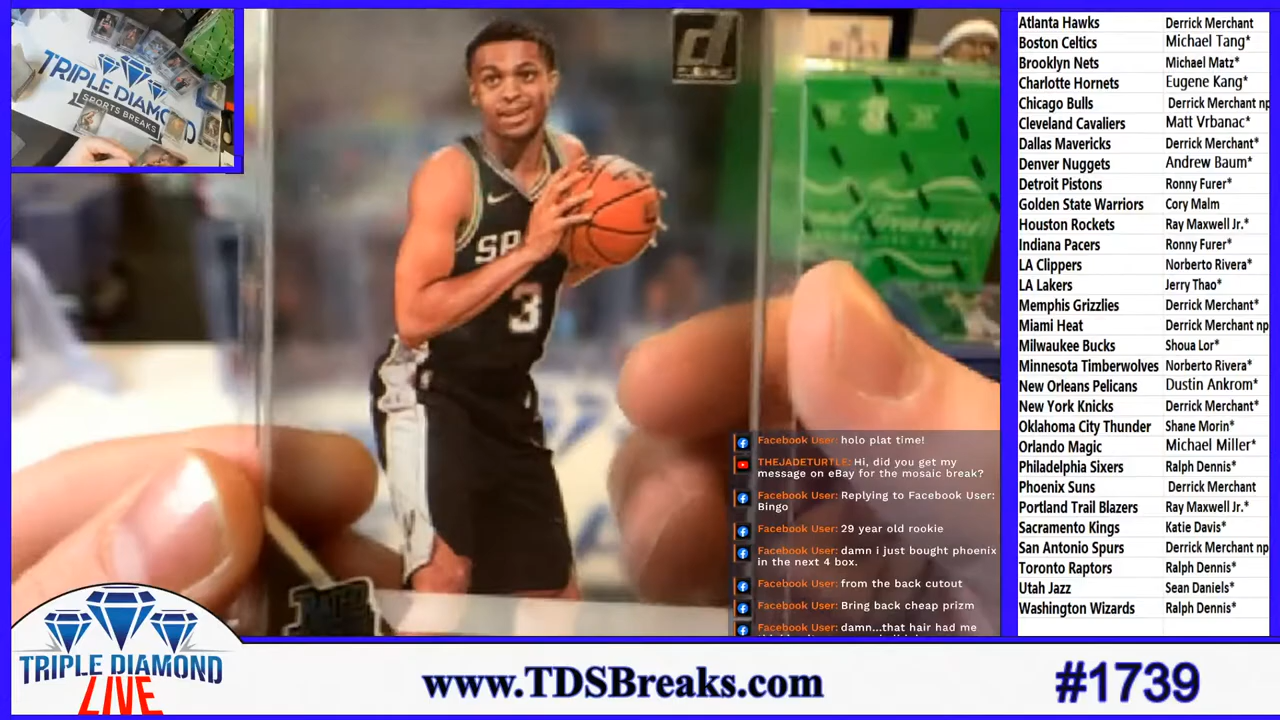 TRIPLE DIAMOND
SPORTS BREAKS
d
SP
3
RATED
holo plat time!
Facebook User: holo plat time!
THEJADETURTLE: Hi, did you get my
message on eBay for the mosaic break?
Facebook User: Replying to Facebook User:
Bingo
Facebook User: 29 year old rookie
Facebook User: damn i just bought phoenix
in the next 4 box.
Facebook User: from the back cutout
Facebook User: Bring back cheap prizm
Facebook User: damn...that hair had me
Atlanta Hawks Derrick Merchant
Boston Celtics Michael Tang*
Brooklyn Nets Michael Matz*
Charlotte Hornets Eugene Kang*
Chicago Bulls Derrick Merchant np
Cleveland Cavaliers Matt Vrbanac*
Dallas Mavericks Derrick Merchant*
Denver Nuggets Andrew Baum*
Detroit Pistons Ronny Furer*
Golden State Warriors Cory Malm
Houston Rockets Ray Maxwell Jr.*
Indiana Pacers Ronny Furer*
LA Clippers Norberto Rivera*
LA Lakers Jerry Thao*
Memphis Grizzlies Derrick Merchant*
Miami Heat Derrick Merchant np
Milwaukee Bucks Shoua Lor*
Minnesota Timberwolves Norberto Rivera*
New Orleans Pelicans Dustin Ankrom*
New York Knicks Derrick Merchant*
Oklahoma City Thunder Shane Morin*
Orlando Magic Michael Miller*
Philadelphia Sixers Ralph Dennis*
Phoenix Suns Derrick Merchant
Portland Trail Blazers Ray Maxwell Jr.*
Sacramento Kings Katie Davis*
San Antonio Spurs Derrick Merchant np
Toronto Raptors Ralph Dennis*
Utah Jazz Sean Daniels*
Washington Wizards Ralph Dennis*
TRIPLE DIAMOND
LIVE
www.TDSBreaks.com
#1739